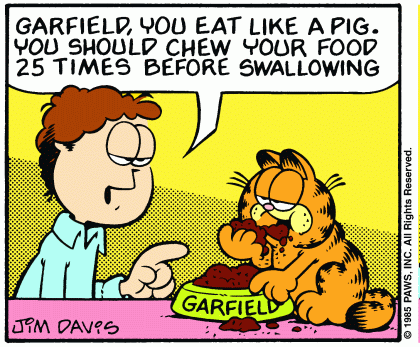 GARFIELD, YOU EAT LIKE A PIG.
YOU SHOULD CHEW YOUR FOOD
25 TIMES BEFORE SWALLOWING
GARFIELD
JIM DAVIS
© 1985 PAWS, INC. All Rights Reserved.